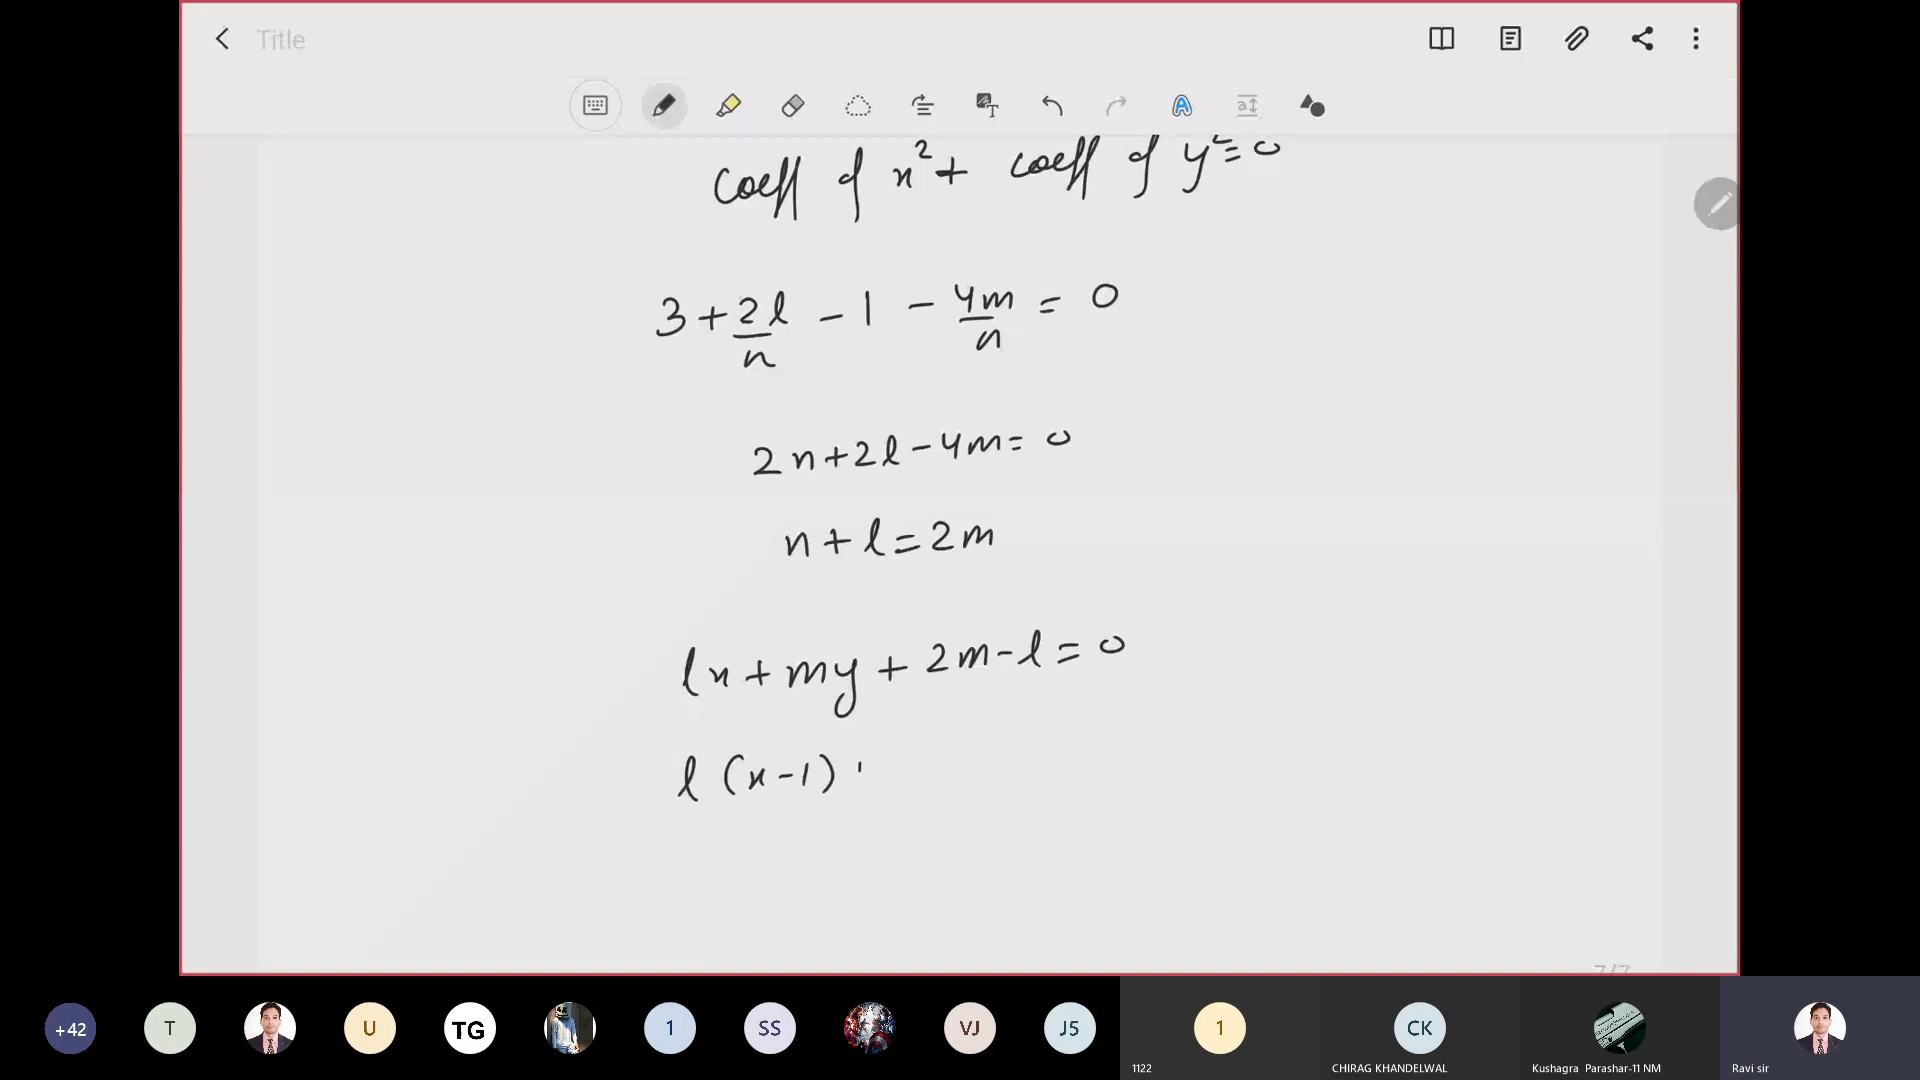 Title
coeff of x²+ coeff of y²=0
3+2l/n -1 -4m/n = 0
2n+2l-4m=0
n+l=2m
lx+my+2m-l=0
l(x-1)
7/7
+42 T U TG 1 SS VJ J5 1 CK
1122 CHIRAG KHANDELWAL Kushagra Parashar-11 NM Ravi sir